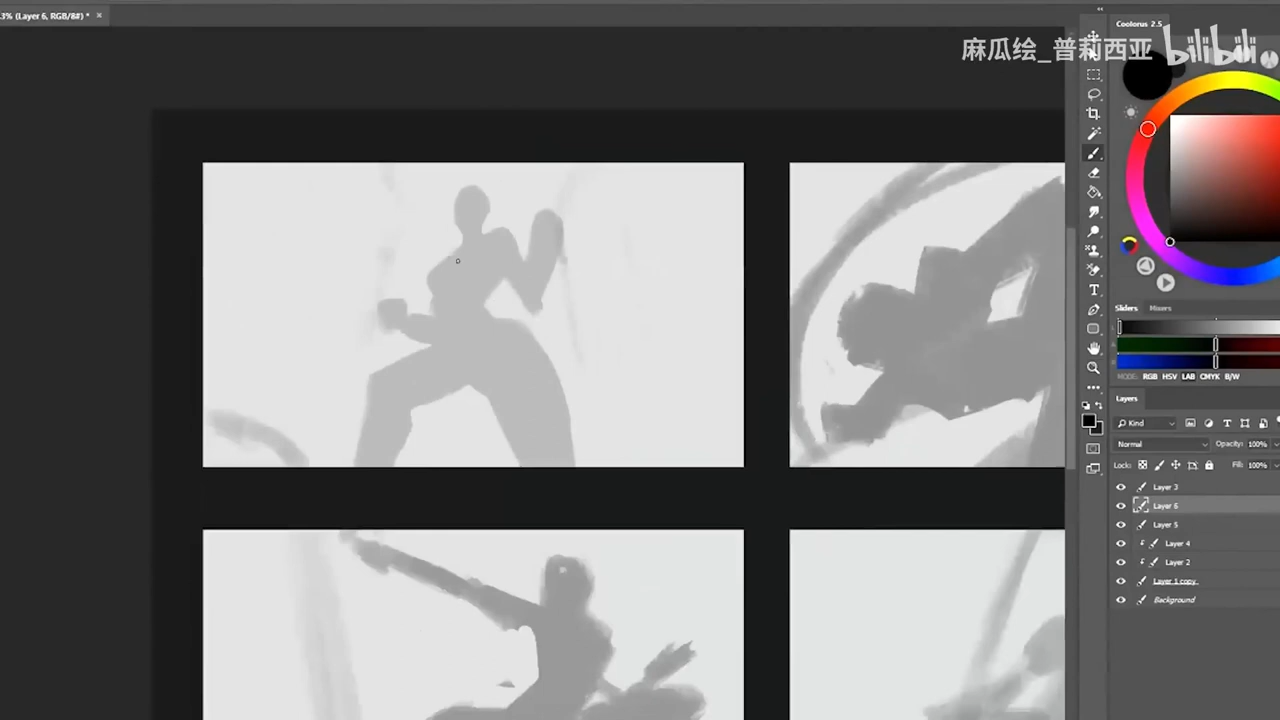 .3% (Layer 6, RGB/8#) * ×
Coolorus 2.5
麻瓜绘_普莉西亚 bilibili
Sliders Mixers
MODE: RGB HSV LAB CMYK B/W
Layers
Kind
Normal Opacity: 100%
Lock: Fill: 100%
Layer 3
Layer 6
Layer 5
Layer 4
Layer 2
Layer 1 copy
Background